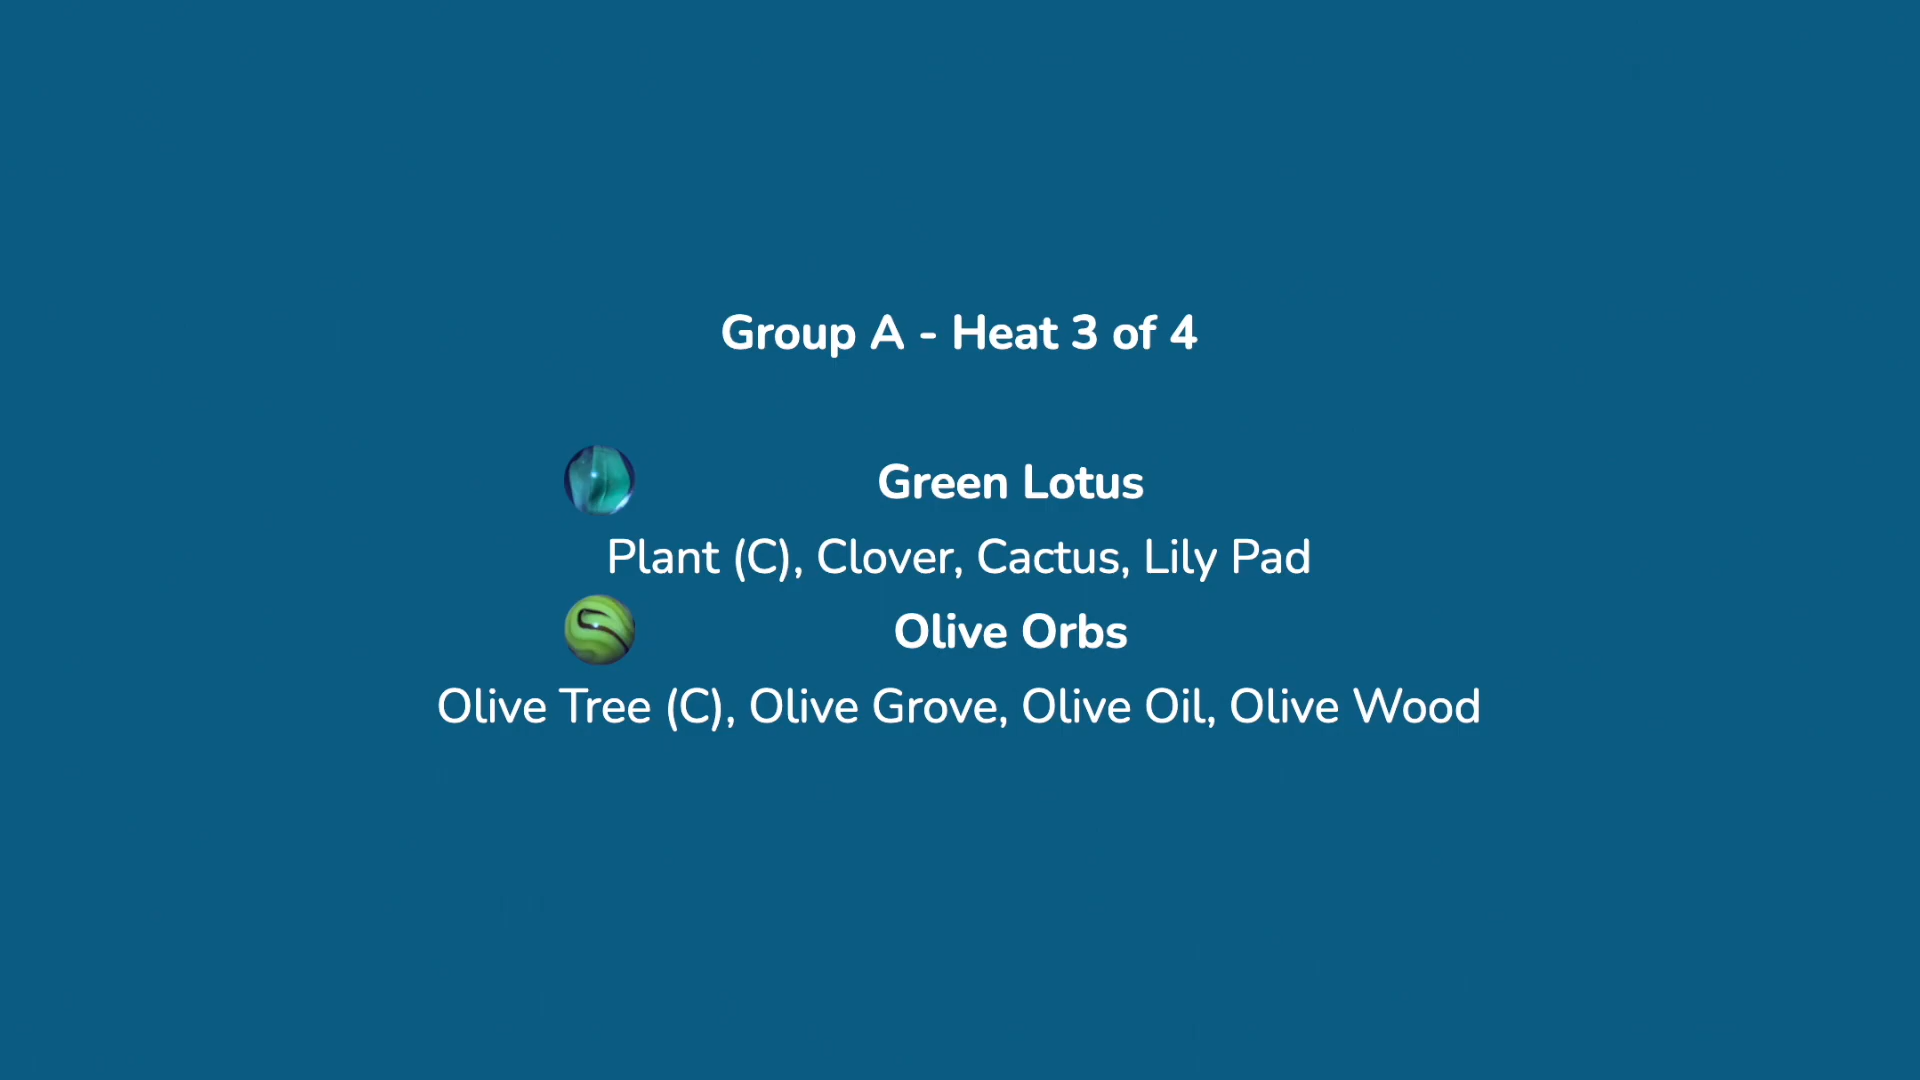 Group A - Heat 3 of 4
Green Lotus
Plant (C), Clover, Cactus, Lily Pad
Olive Orbs
Olive Tree (C), Olive Grove, Olive Oil, Olive Wood